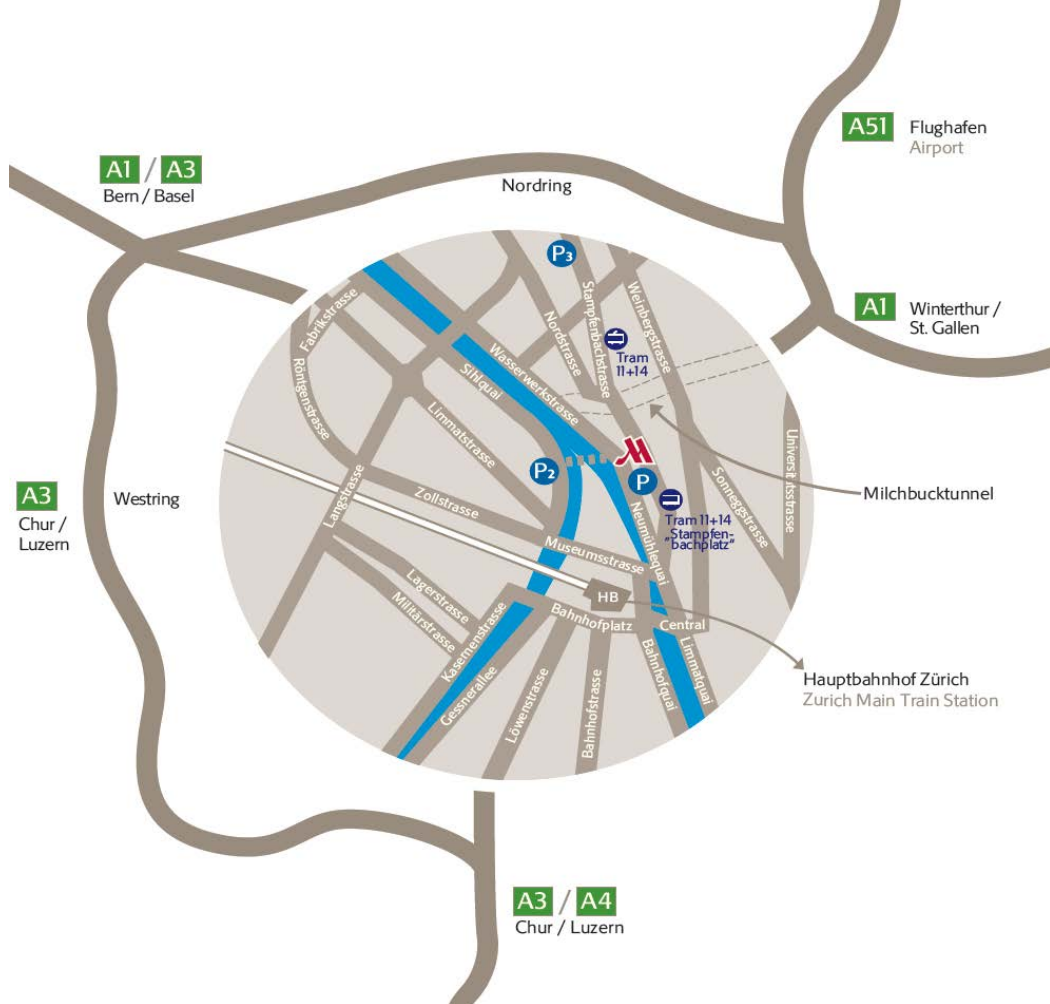 A51
Flughafen
Airport
A1 / A3
Bern / Basel
Nordring
A1
Winterthur /
St. Gallen
P3
Fabrikstrasse
Röntgenstrasse
Wasserwerkstrasse
Sihlquai
Nordstrasse
Stampfenbachstrasse
Weinbergstrasse
Tram
11+14
Limmatstrasse
Universitätsstrasse
Sonneggstrasse
P2
P
A3
Chur /
Luzern
Westring
Milchbucktunnel
Langstrasse
Zollstrasse
Tram 11+14
"Stampfen-
bachplatz"
Neumühlequai
Museumsstrasse
Lagerstrasse
Militärstrasse
HB
Bahnhofplatz
Central
Kasernenstrasse
Gessnerallee
Löwenstrasse
Bahnhofstrasse
Bahnhofquai
Limmatquai
Hauptbahnhof Zürich
Zurich Main Train Station
A3 / A4
Chur / Luzern